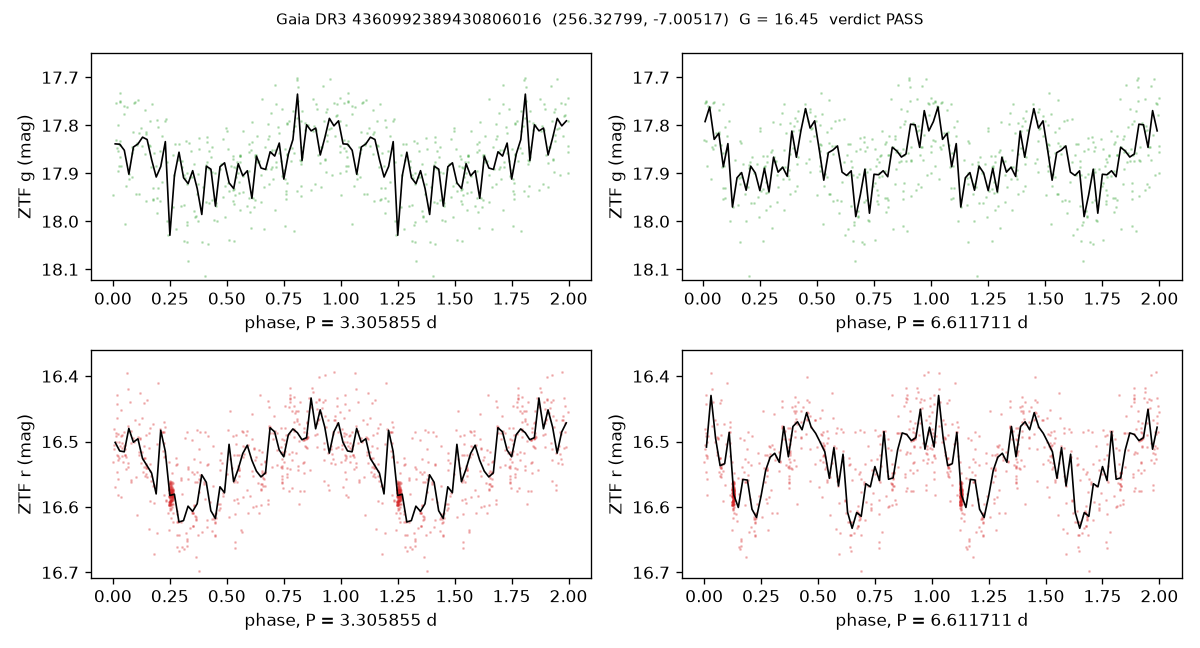 Gaia DR3 4360992389430806016  (256.32799, -7.00517)  G = 16.45  verdict PASS
ZTF g (mag)
17.7
17.8
17.9
18.0
18.1
0.00 0.25 0.50 0.75 1.00 1.25 1.50 1.75 2.00
phase, P = 3.305855 d
ZTF g (mag)
17.7
17.8
17.9
18.0
18.1
0.00 0.25 0.50 0.75 1.00 1.25 1.50 1.75 2.00
phase, P = 6.611711 d
ZTF r (mag)
16.4
16.5
16.6
16.7
0.00 0.25 0.50 0.75 1.00 1.25 1.50 1.75 2.00
phase, P = 3.305855 d
ZTF r (mag)
16.4
16.5
16.6
16.7
0.00 0.25 0.50 0.75 1.00 1.25 1.50 1.75 2.00
phase, P = 6.611711 d